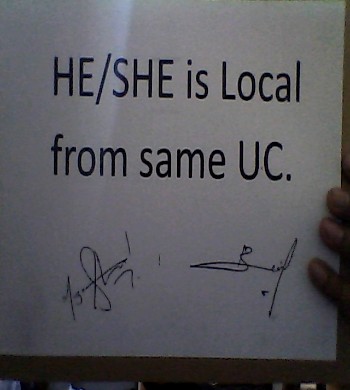 HE/SHE is Local
from same UC.